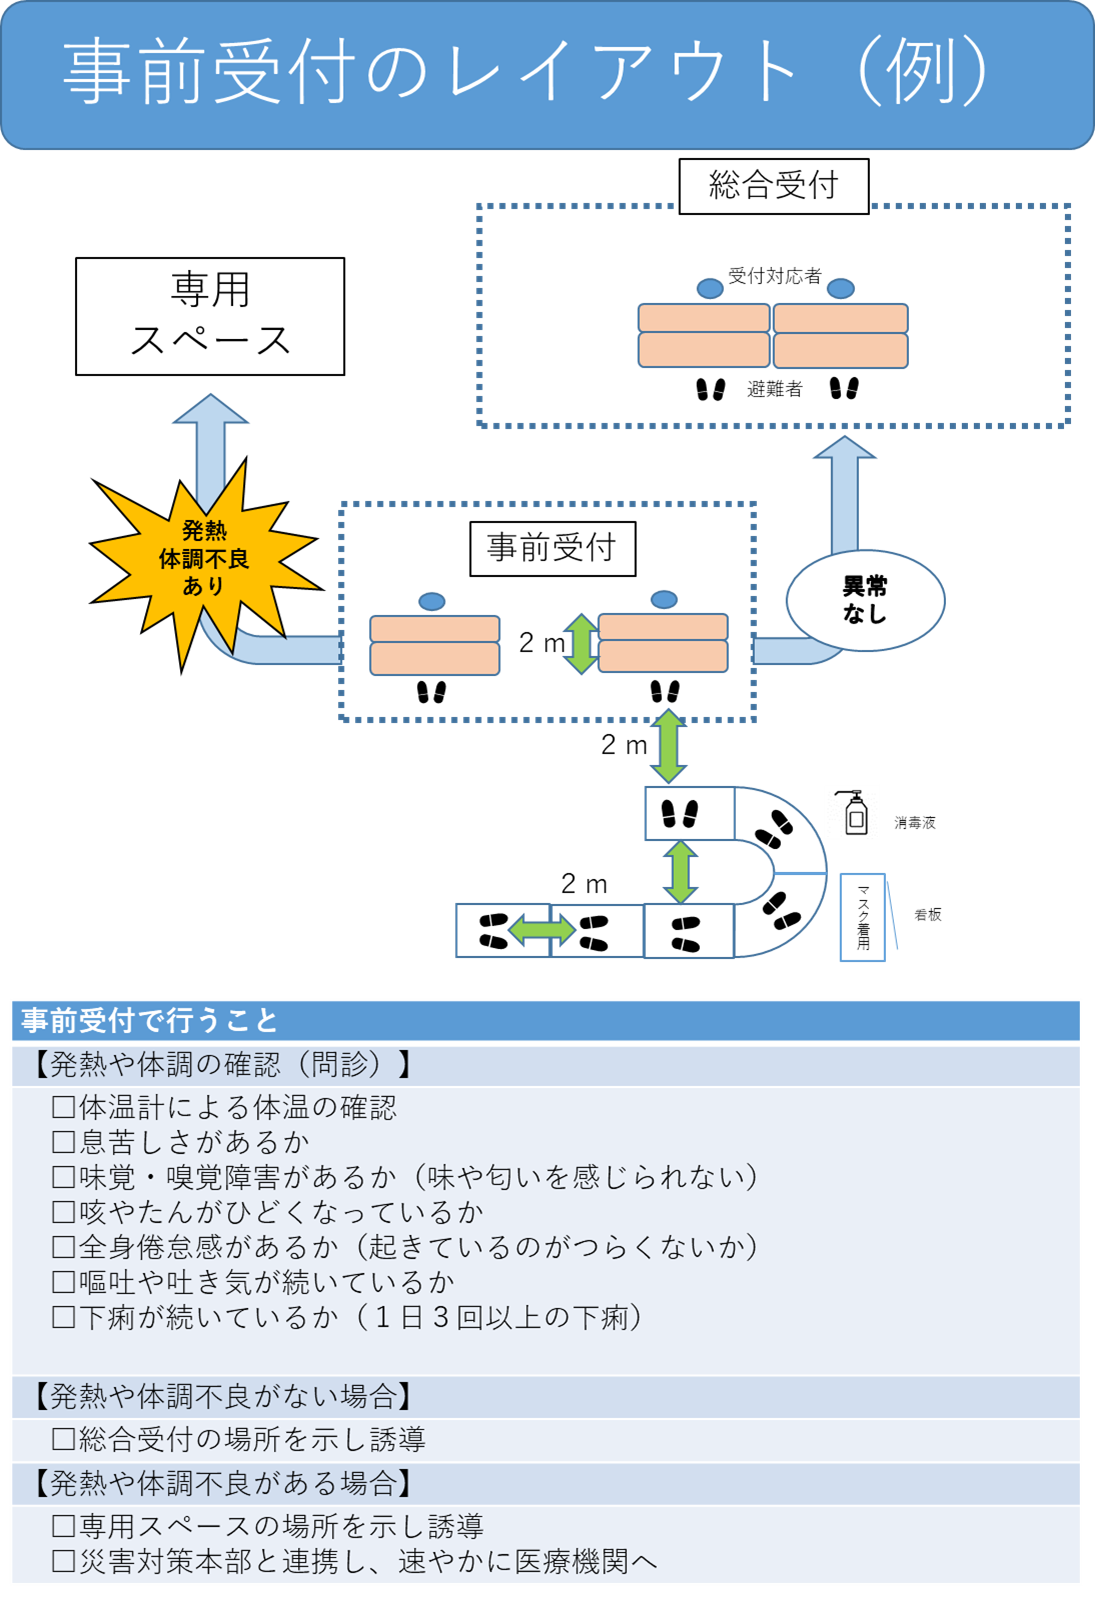 事前受付のレイアウト（例）
総合受付
専用
スペース
受付対応者
避難者
発熱
体調不良
あり
事前受付
異常
なし
２ｍ
２ｍ
消毒液
２ｍ
マスク着用
看板
事前受付で行うこと
【発熱や体調の確認（問診）】
□体温計による体温の確認
□息苦しさがあるか
□味覚・嗅覚障害があるか（味や匂いを感じられない）
□咳やたんがひどくなっているか
□全身倦怠感があるか（起きているのがつらくないか）
□嘔吐や吐き気が続いているか
□下痢が続いているか（１日３回以上の下痢）
【発熱や体調不良がない場合】
□総合受付の場所を示し誘導
【発熱や体調不良がある場合】
□専用スペースの場所を示し誘導
□災害対策本部と連携し、速やかに医療機関へ